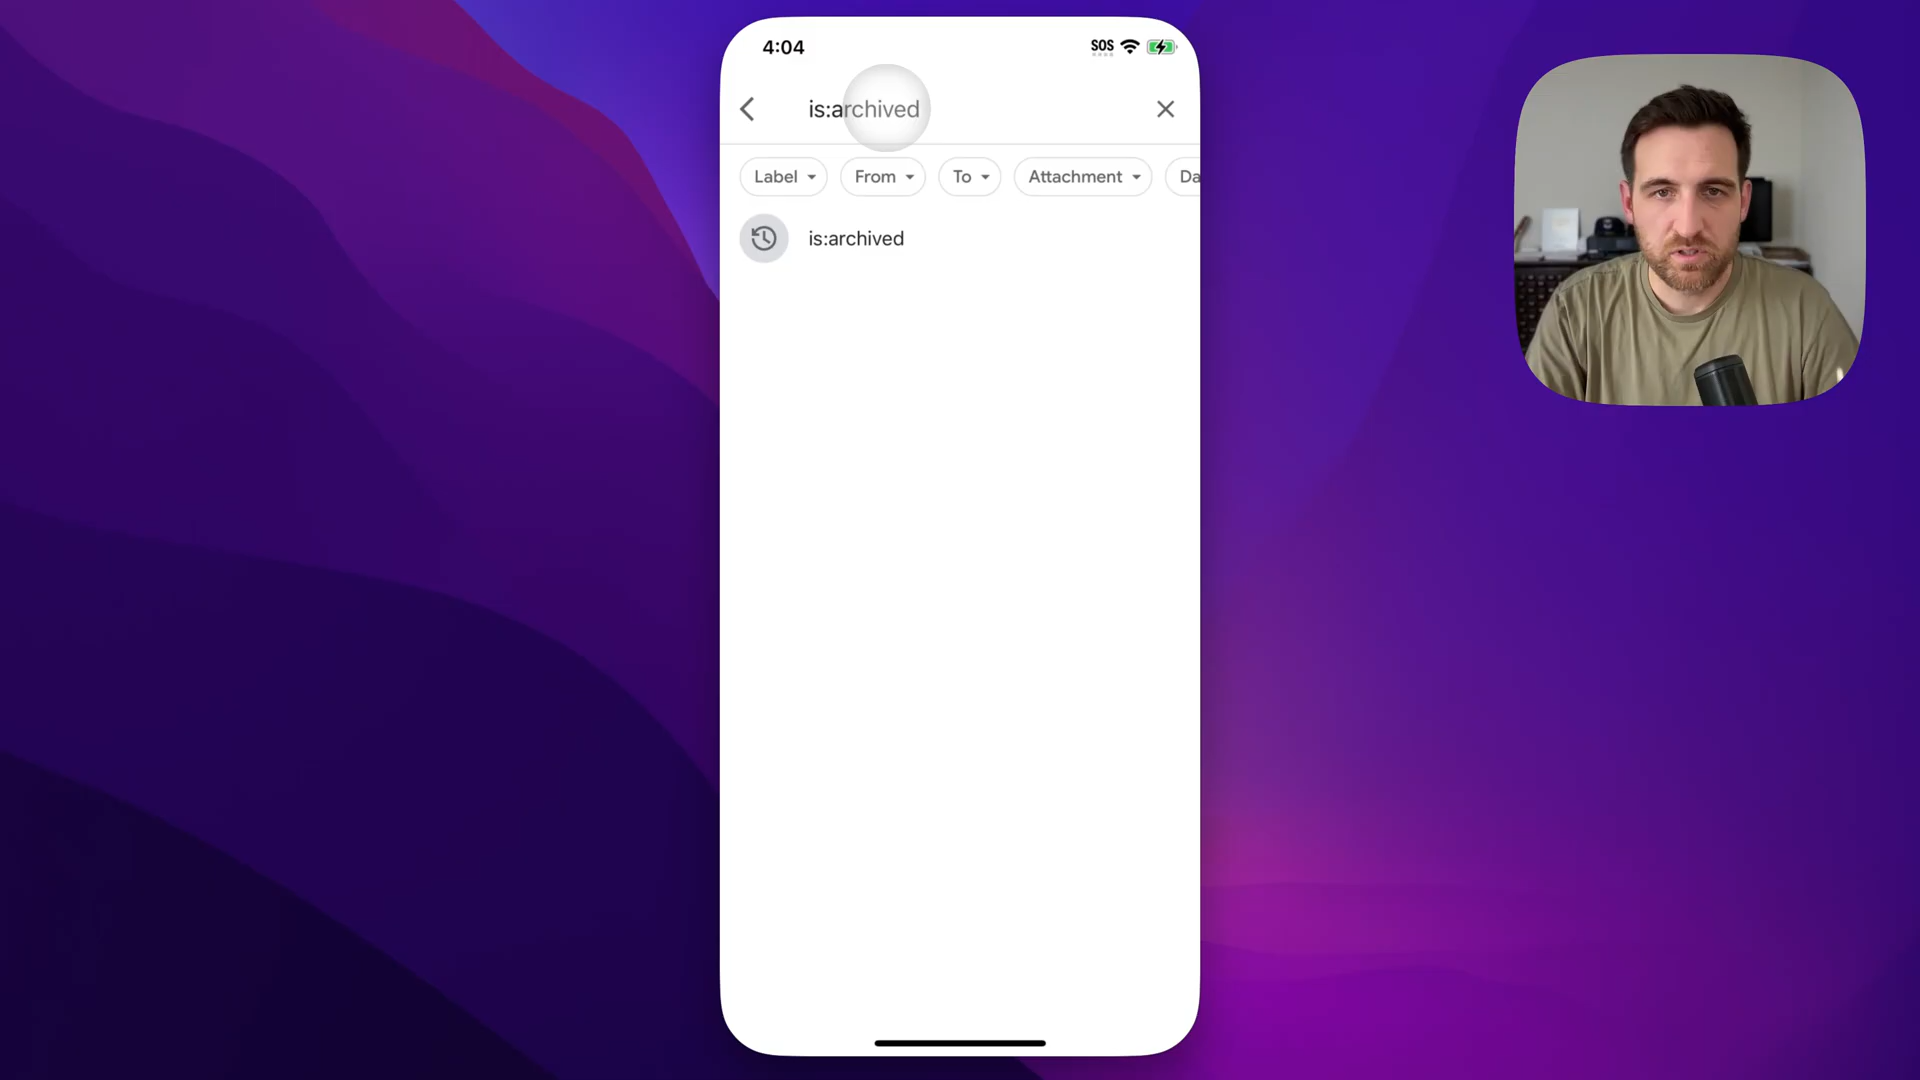 4:04
SOS
is:archived
Label From To Attachment Da
is:archived